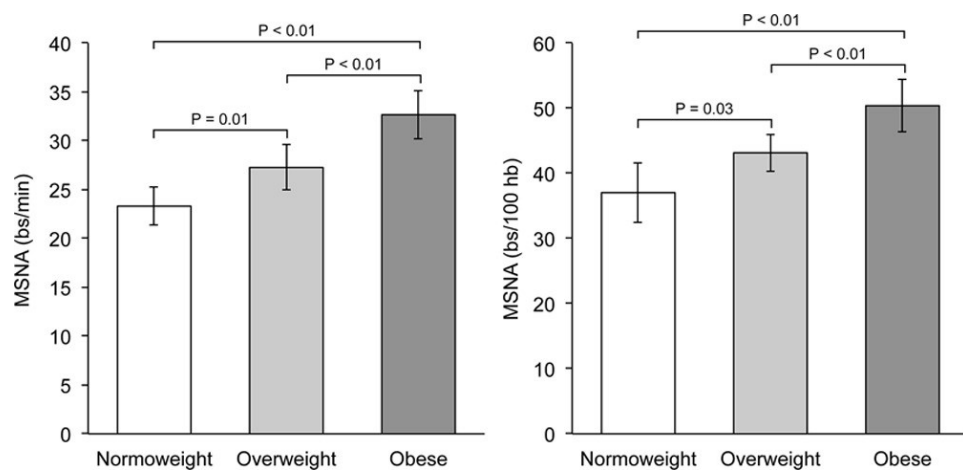 P < 0.01
P < 0.01
P = 0.01
MSNA (bs/min)
40
35
30
25
20
15
10
5
0
Normoweight Overweight Obese
P < 0.01
P < 0.01
P = 0.03
MSNA (bs/100 hb)
60
50
40
30
20
10
0
Normoweight Overweight Obese